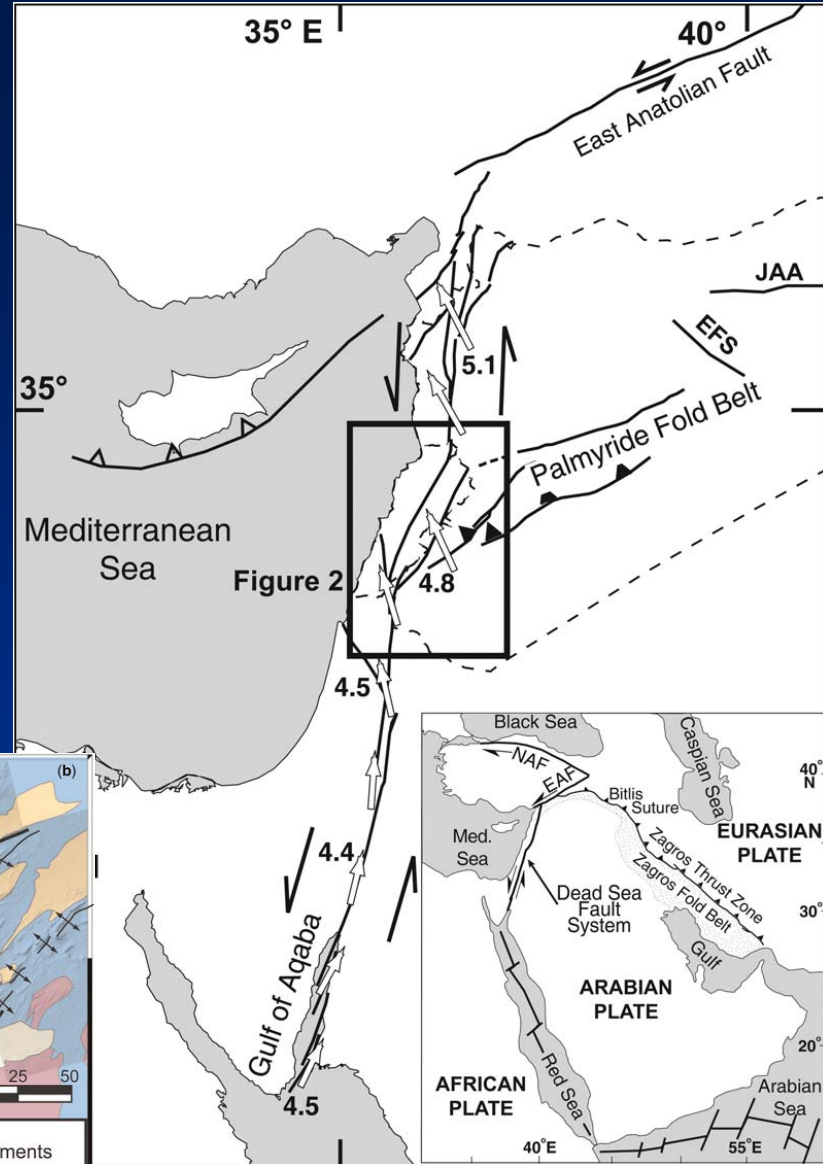 35° E
40°
East Anatolian Fault
JAA
EFS
5.1
35°
Palmyride Fold Belt
Mediterranean
Sea
Figure 2
4.8
4.5
4.4
Gulf of Aqaba
4.5
Black Sea
Caspian Sea
NAF
EAF
40°
N
Bitlis
Suture
Med.
Sea
EURASIAN
PLATE
Zagros Thrust Zone
Zagros Fold Belt
Dead Sea
Fault
System
30°
Gulf
ARABIAN
PLATE
20°
Red Sea
AFRICAN
PLATE
Arabian
Sea
40°E
55°E
(b)
25 50